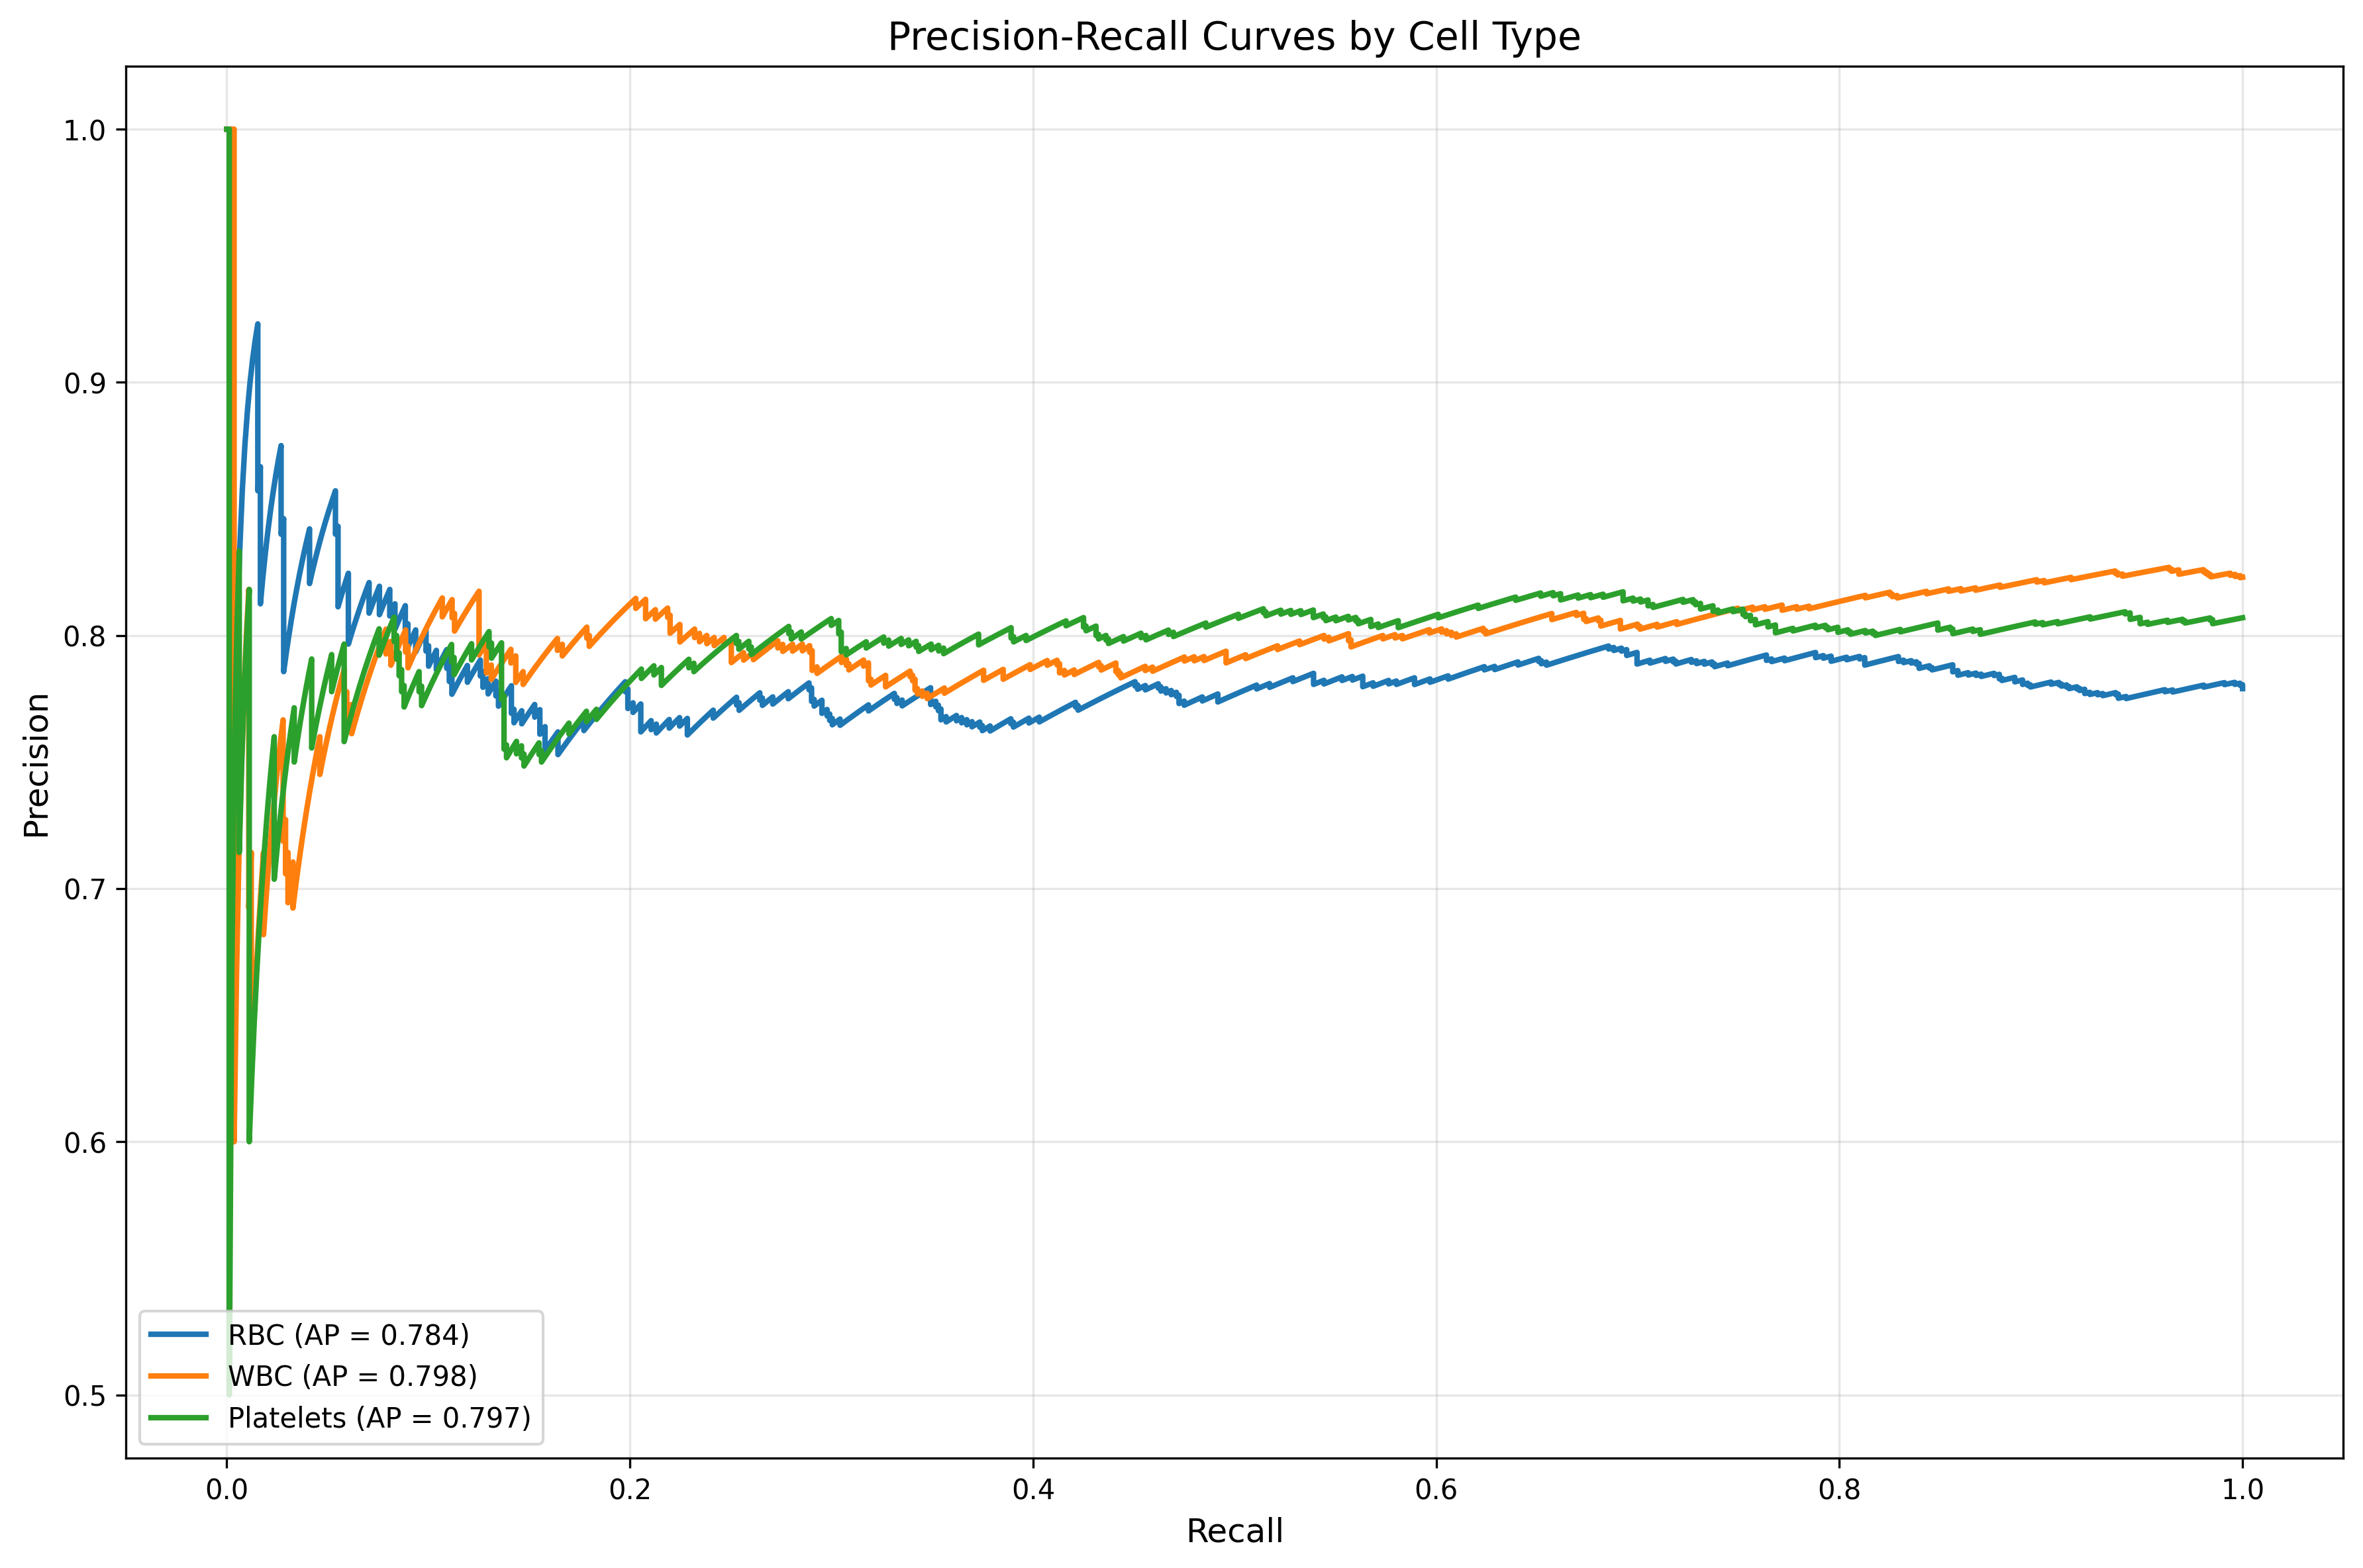 Precision-Recall Curves by Cell Type
1.0
0.9
0.8
0.7
0.6
0.5
Precision
RBC (AP = 0.784)
WBC (AP = 0.798)
Platelets (AP = 0.797)
0.0 0.2 0.4 0.6 0.8 1.0
Recall